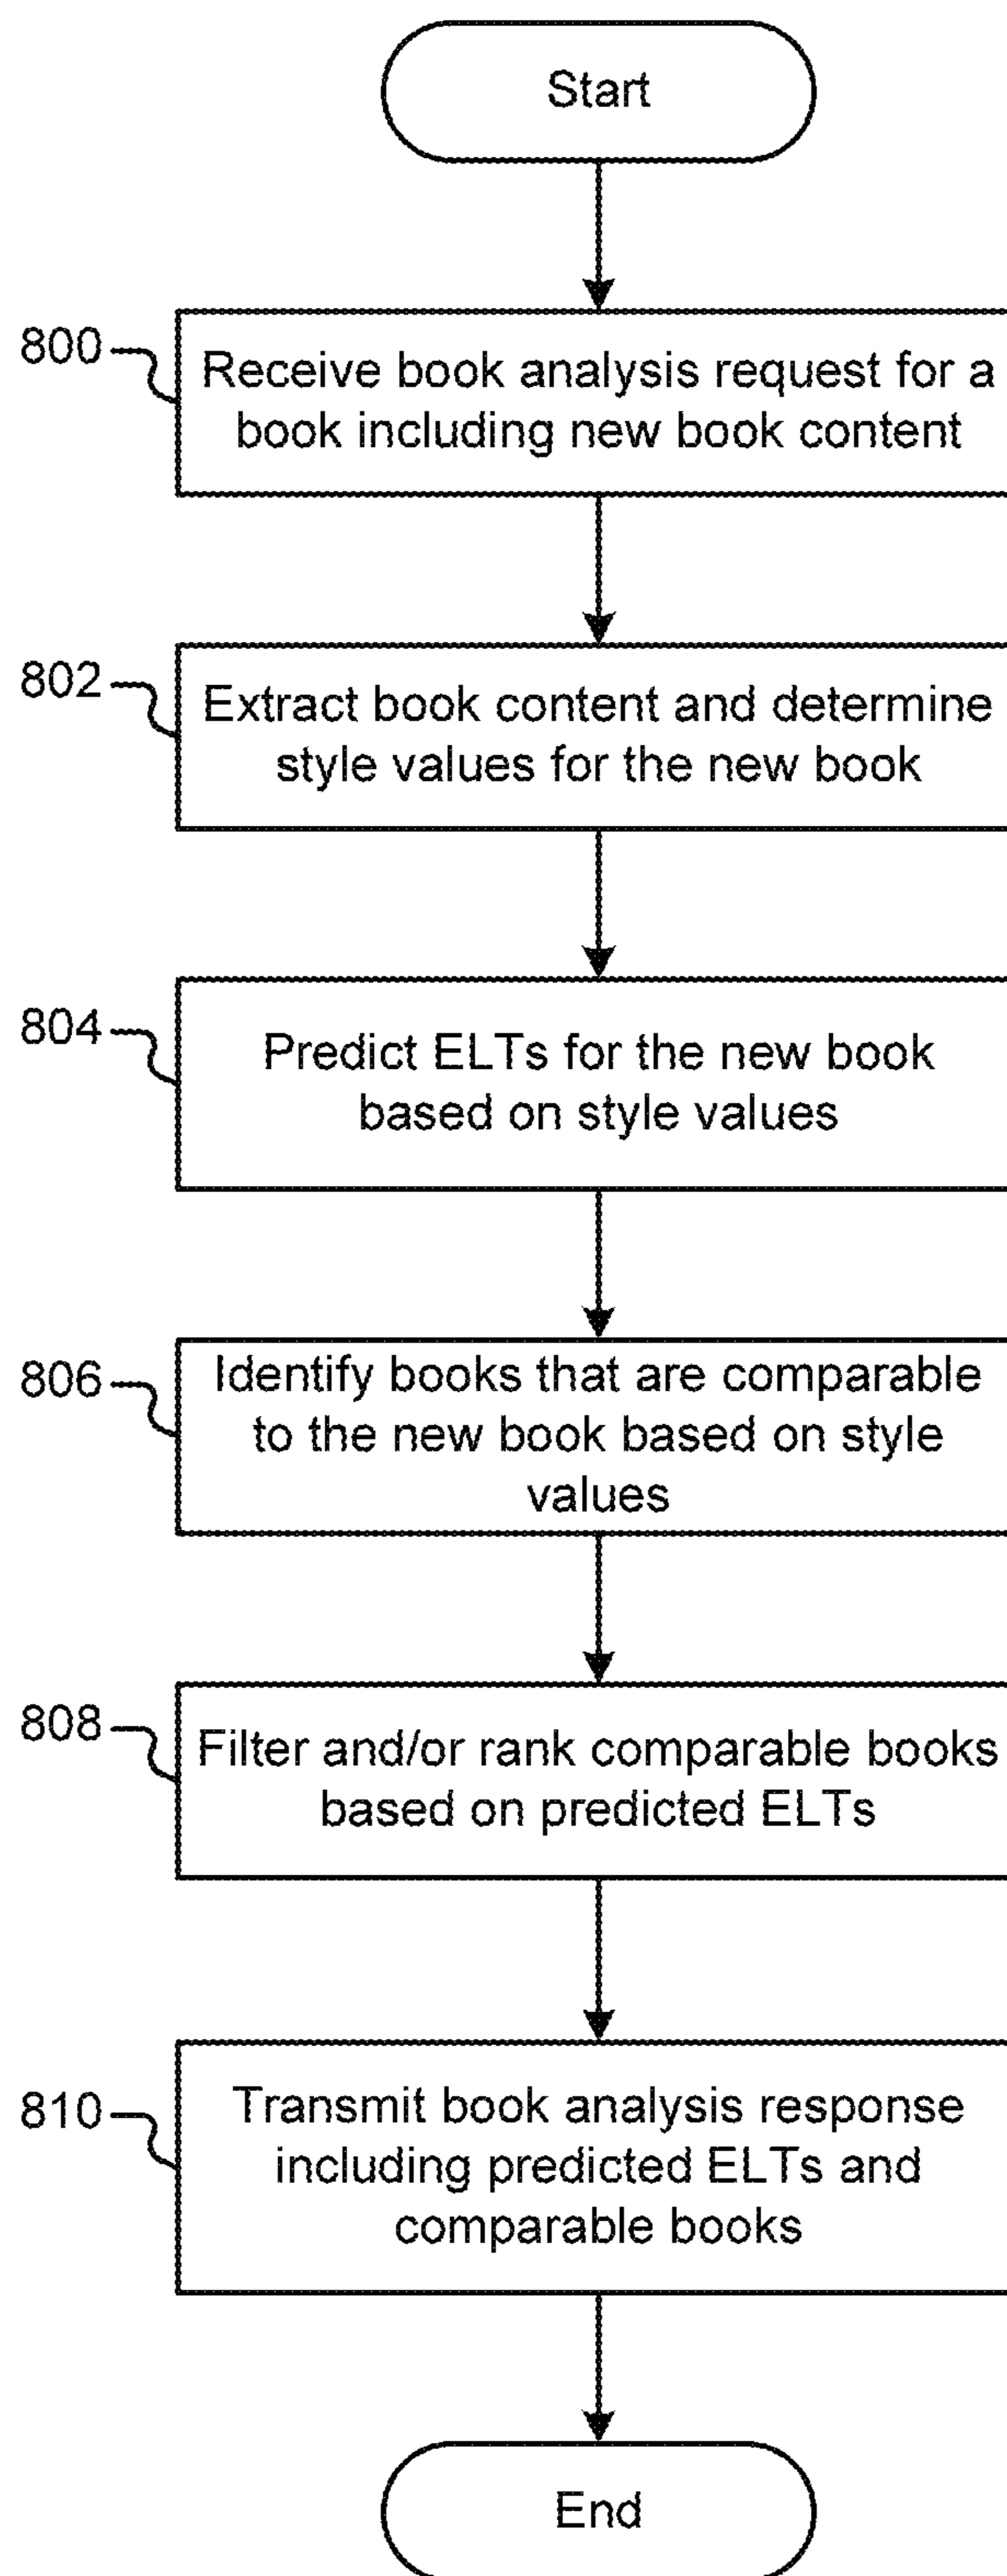 Start
800
Receive book analysis request for a
book including new book content
802
Extract book content and determine
style values for the new book
804
Predict ELTs for the new book
based on style values
806
Identify books that are comparable
to the new book based on style
values
808
Filter and/or rank comparable books
based on predicted ELTs
810
Transmit book analysis response
including predicted ELTs and
comparable books
End